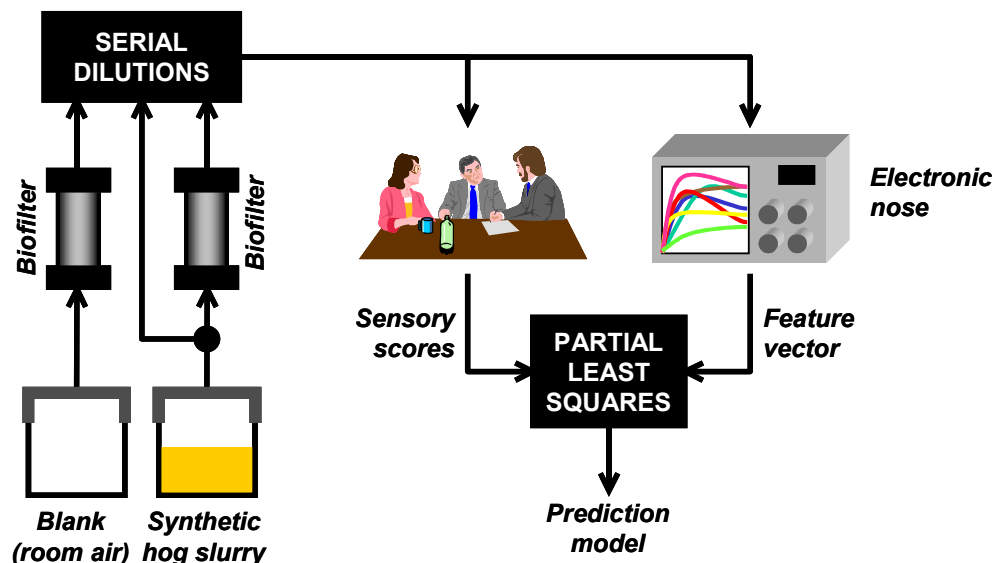 SERIAL
DILUTIONS
Biofilter
Biofilter
Electronic
nose
Sensory
scores
Feature
vector
PARTIAL
LEAST
SQUARES
Blank
(room air)
Synthetic
hog slurry
Prediction
model